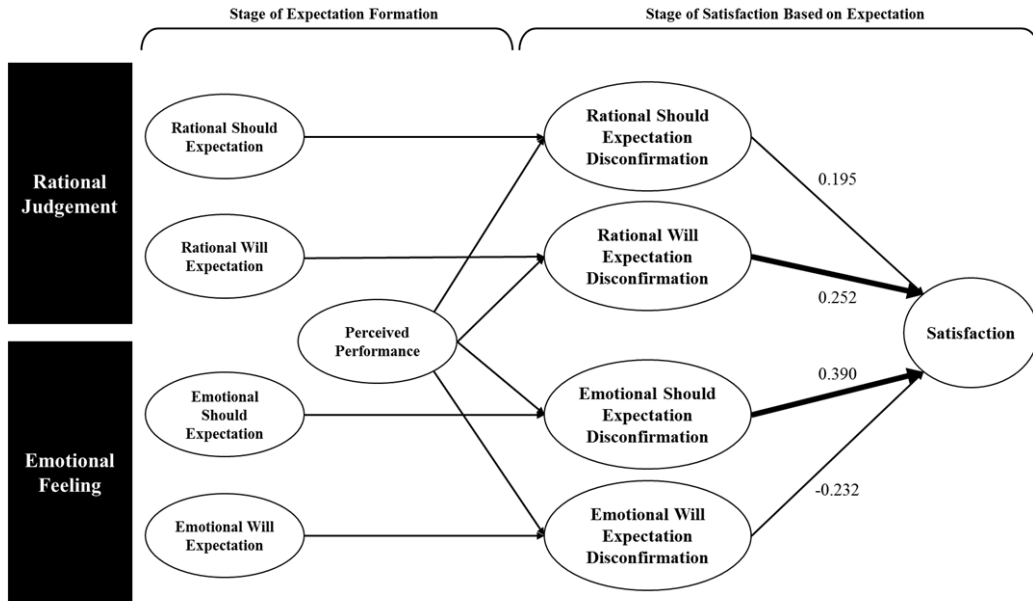 Stage of Expectation Formation
Stage of Satisfaction Based on Expectation
Rational
Judgement
Rational Should
Expectation
Rational Should
Expectation
Disconfirmation
0.195
Rational Will
Expectation
Rational Will
Expectation
Disconfirmation
0.252
Perceived
Performance
Satisfaction
Emotional
Feeling
Emotional
Should
Expectation
Emotional Should
Expectation
Disconfirmation
0.390
Emotional Will
Expectation
Emotional Will
Expectation
Disconfirmation
-0.232